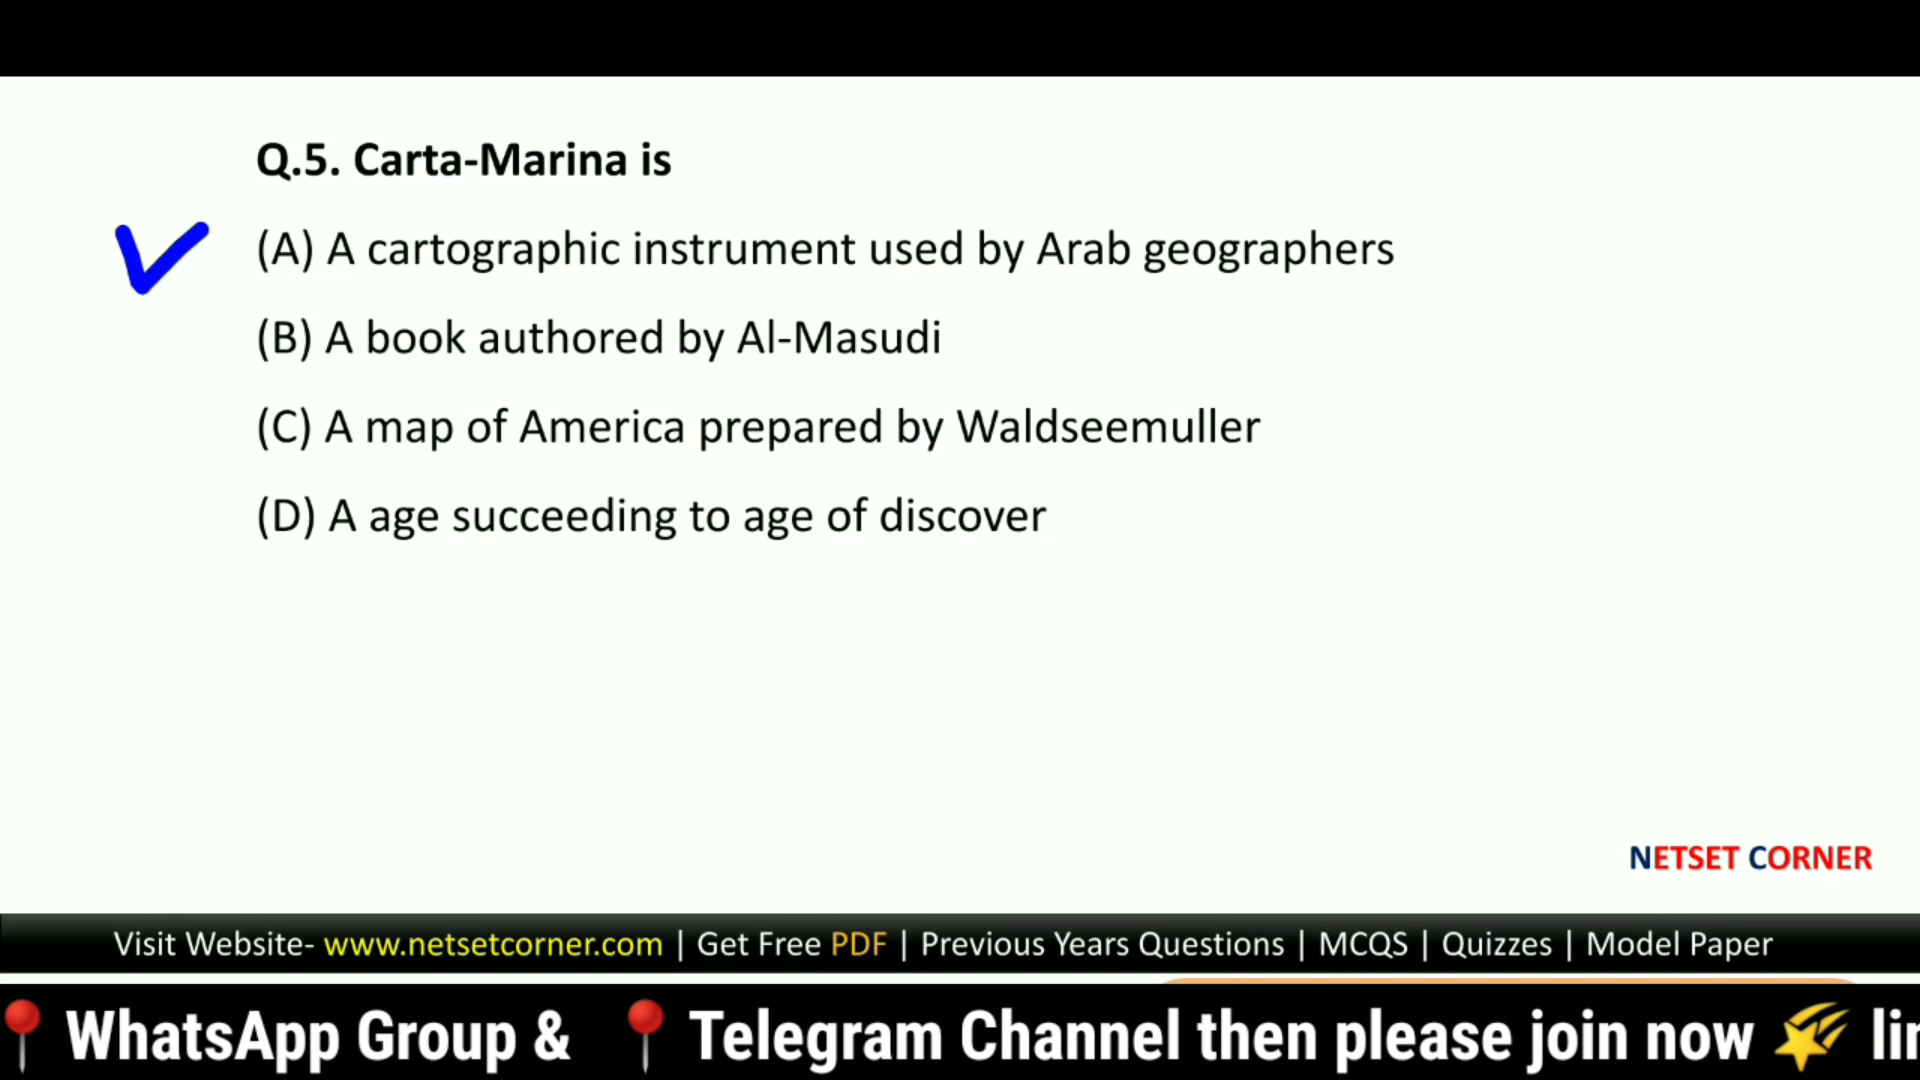 Q.5. Carta-Marina is
(A) A cartographic instrument used by Arab geographers
(B) A book authored by Al-Masudi
(C) A map of America prepared by Waldseemuller
(D) A age succeeding to age of discover
NETSET CORNER
Visit Website- www.netsetcorner.com | Get Free PDF | Previous Years Questions | MCQS | Quizzes | Model Paper
📍 WhatsApp Group & 📍 Telegram Channel then please join now 🌠